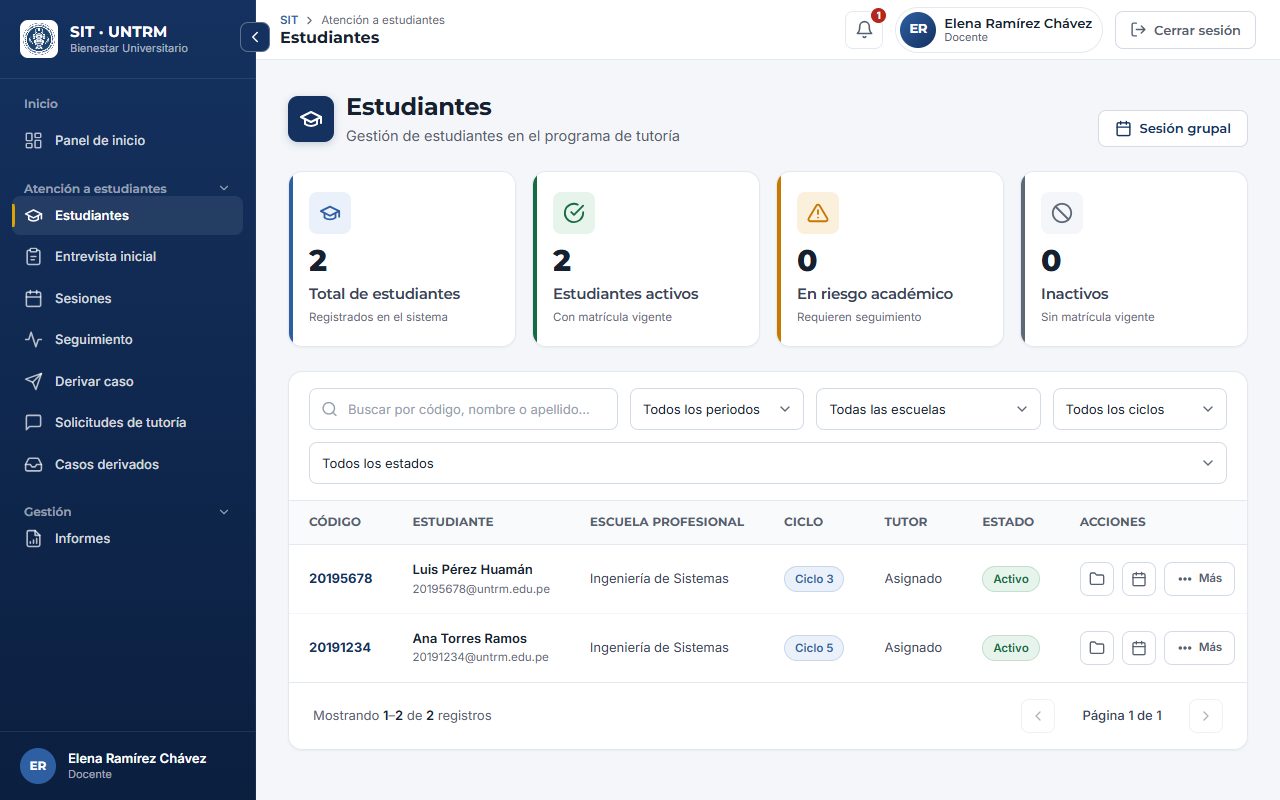 SIT · UNTRM
Bienestar Universitario
Inicio
Panel de inicio
Atención a estudiantes
Estudiantes
Entrevista inicial
Sesiones
Seguimiento
Derivar caso
Solicitudes de tutoría
Casos derivados
Gestión
Informes
ER
Elena Ramírez Chávez
Docente
SIT > Atención a estudiantes
Estudiantes
1
ER
Elena Ramírez Chávez
Docente
Cerrar sesión
Estudiantes
Gestión de estudiantes en el programa de tutoría
Sesión grupal
2
Total de estudiantes
Registrados en el sistema
2
Estudiantes activos
Con matrícula vigente
0
En riesgo académico
Requieren seguimiento
0
Inactivos
Sin matrícula vigente
Buscar por código, nombre o apellido...
Todos los periodos
Todas las escuelas
Todos los ciclos
Todos los estados
CÓDIGO ESTUDIANTE ESCUELA PROFESIONAL CICLO TUTOR ESTADO ACCIONES
20195678 Luis Pérez Huamán Ingeniería de Sistemas Ciclo 3 Asignado Activo ••• Más
20195678@untrm.edu.pe
20191234 Ana Torres Ramos Ingeniería de Sistemas Ciclo 5 Asignado Activo ••• Más
20191234@untrm.edu.pe
Mostrando 1–2 de 2 registros
Página 1 de 1